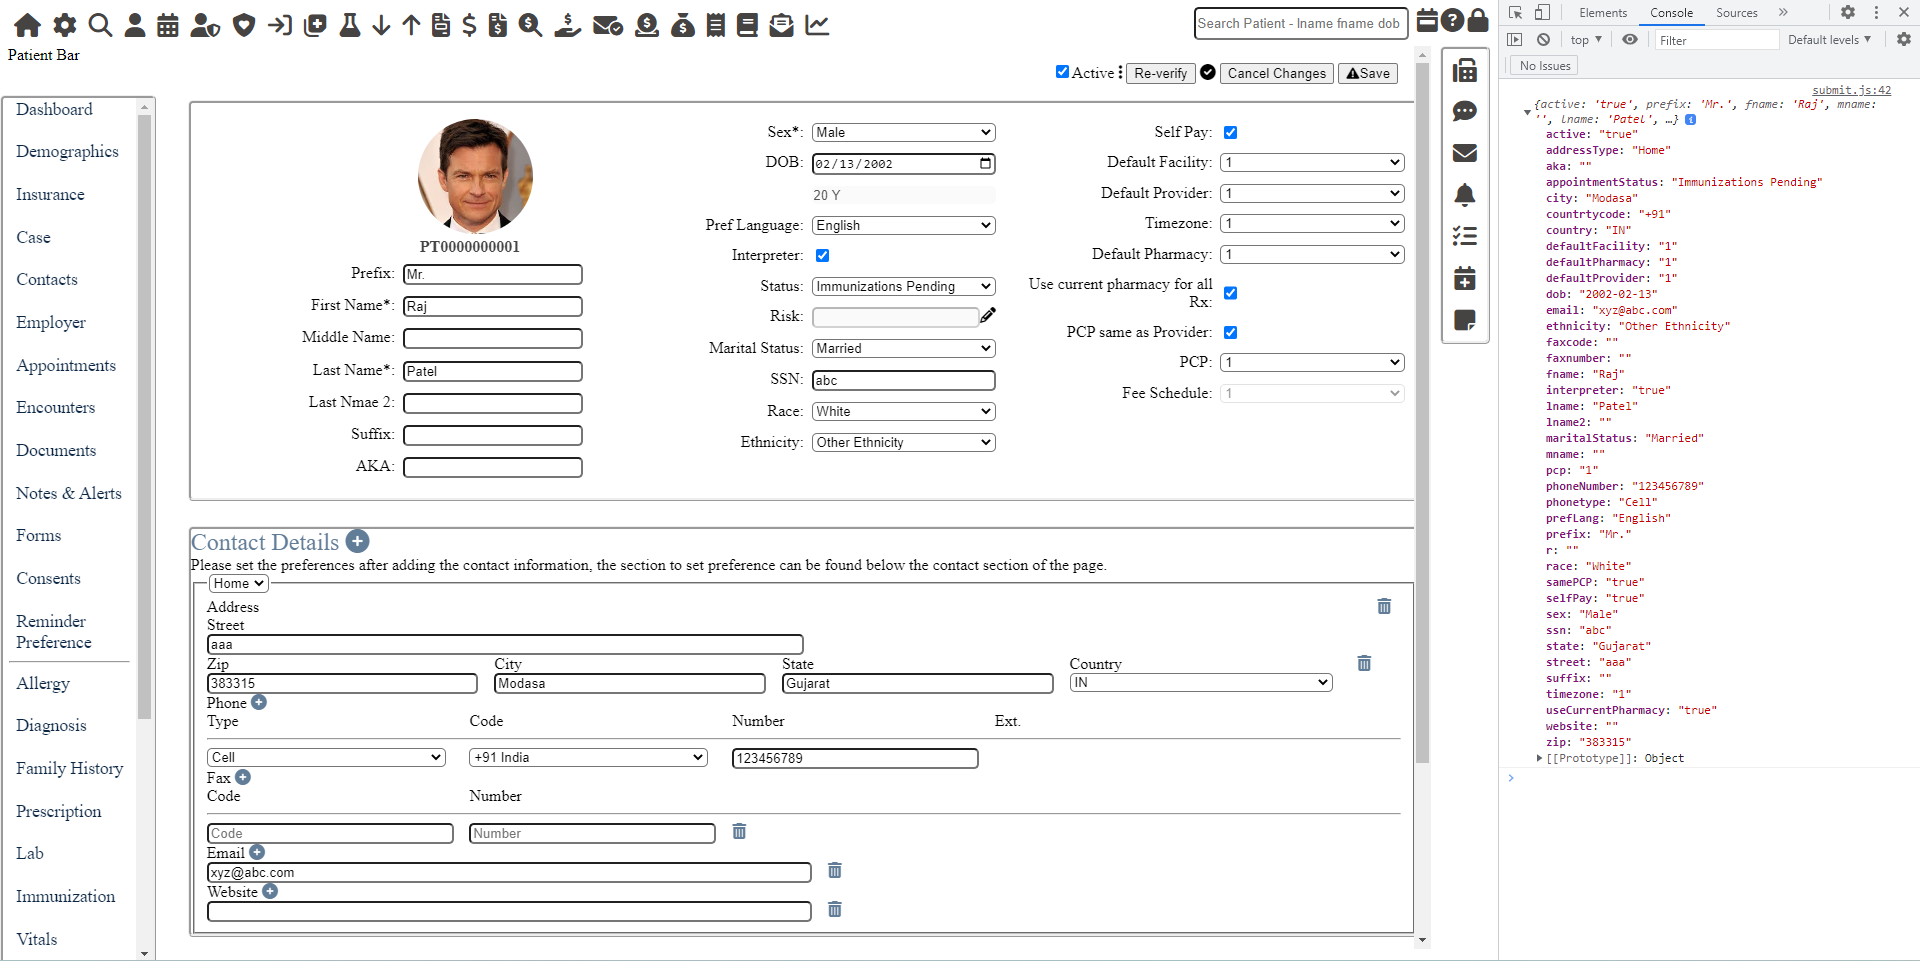 Search Patient - lname fname dob
Patient Bar
Active
Re-verify
Cancel Changes
Save
Dashboard
Demographics
Insurance
Case
Contacts
Employer
Appointments
Encounters
Documents
Notes & Alerts
Forms
Consents
Reminder
Preference
Allergy
Diagnosis
Family History
Prescription
Lab
Immunization
Vitals
PT0000000001
Prefix: Mr.
First Name*: Raj
Middle Name:
Last Name*: Patel
Last Nmae 2:
Suffix:
AKA:
Sex*: Male
DOB: 02/13/2002
20 Y
Pref Language: English
Interpreter:
Status: Immunizations Pending
Risk:
Marital Status: Married
SSN: abc
Race: White
Ethnicity: Other Ethnicity
Self Pay:
Default Facility: 1
Default Provider: 1
Timezone: 1
Default Pharmacy: 1
Use current pharmacy for all
Rx:
PCP same as Provider:
PCP: 1
Fee Schedule: 1
Contact Details
Please set the preferences after adding the contact information, the section to set preference can be found below the contact section of the page.
Home
Address
Street
aaa
Zip City State Country
383315 Modasa Gujarat IN
Phone
Type Code Number Ext.
Cell +91 India 123456789
Fax
Code Number
Code Number
Email
xyz@abc.com
Website
Elements Console Sources
top Filter Default levels
No Issues
submit.js:42
{active: 'true', prefix: 'Mr.', fname: 'Raj', mname:
'', lname: 'Patel', …}
active: "true"
addressType: "Home"
aka: ""
appointmentStatus: "Immunizations Pending"
city: "Modasa"
countrtycode: "+91"
country: "IN"
defaultFacility: "1"
defaultPharmacy: "1"
defaultProvider: "1"
dob: "2002-02-13"
email: "xyz@abc.com"
ethnicity: "Other Ethnicity"
faxcode: ""
faxnumber: ""
fname: "Raj"
interpreter: "true"
lname: "Patel"
lname2: ""
maritalStatus: "Married"
mname: ""
pcp: "1"
phoneNumber: "123456789"
phonetype: "Cell"
prefLang: "English"
prefix: "Mr."
r: ""
race: "White"
samePCP: "true"
selfPay: "true"
sex: "Male"
ssn: "abc"
state: "Gujarat"
street: "aaa"
suffix: ""
timezone: "1"
useCurrentPharmacy: "true"
website: ""
zip: "383315"
[[Prototype]]: Object